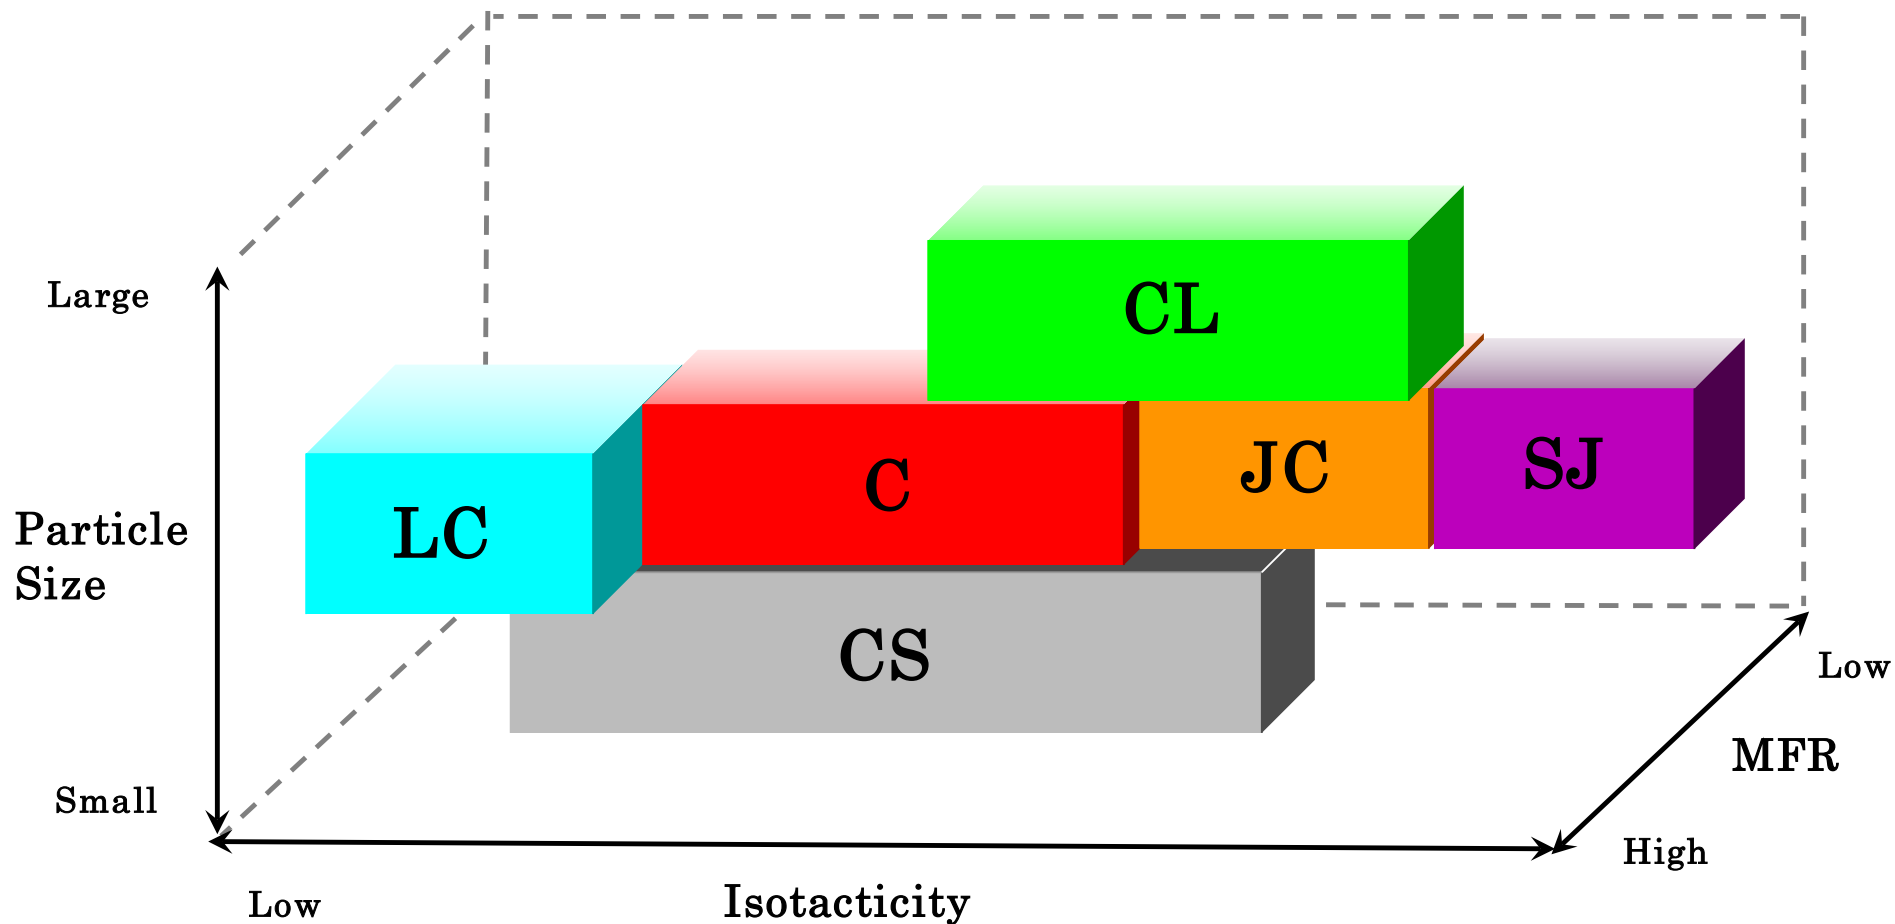 CL
Large
JC
SJ
C
LC
Particle
Size
CS
Low
MFR
Small
High
Isotacticity
Low